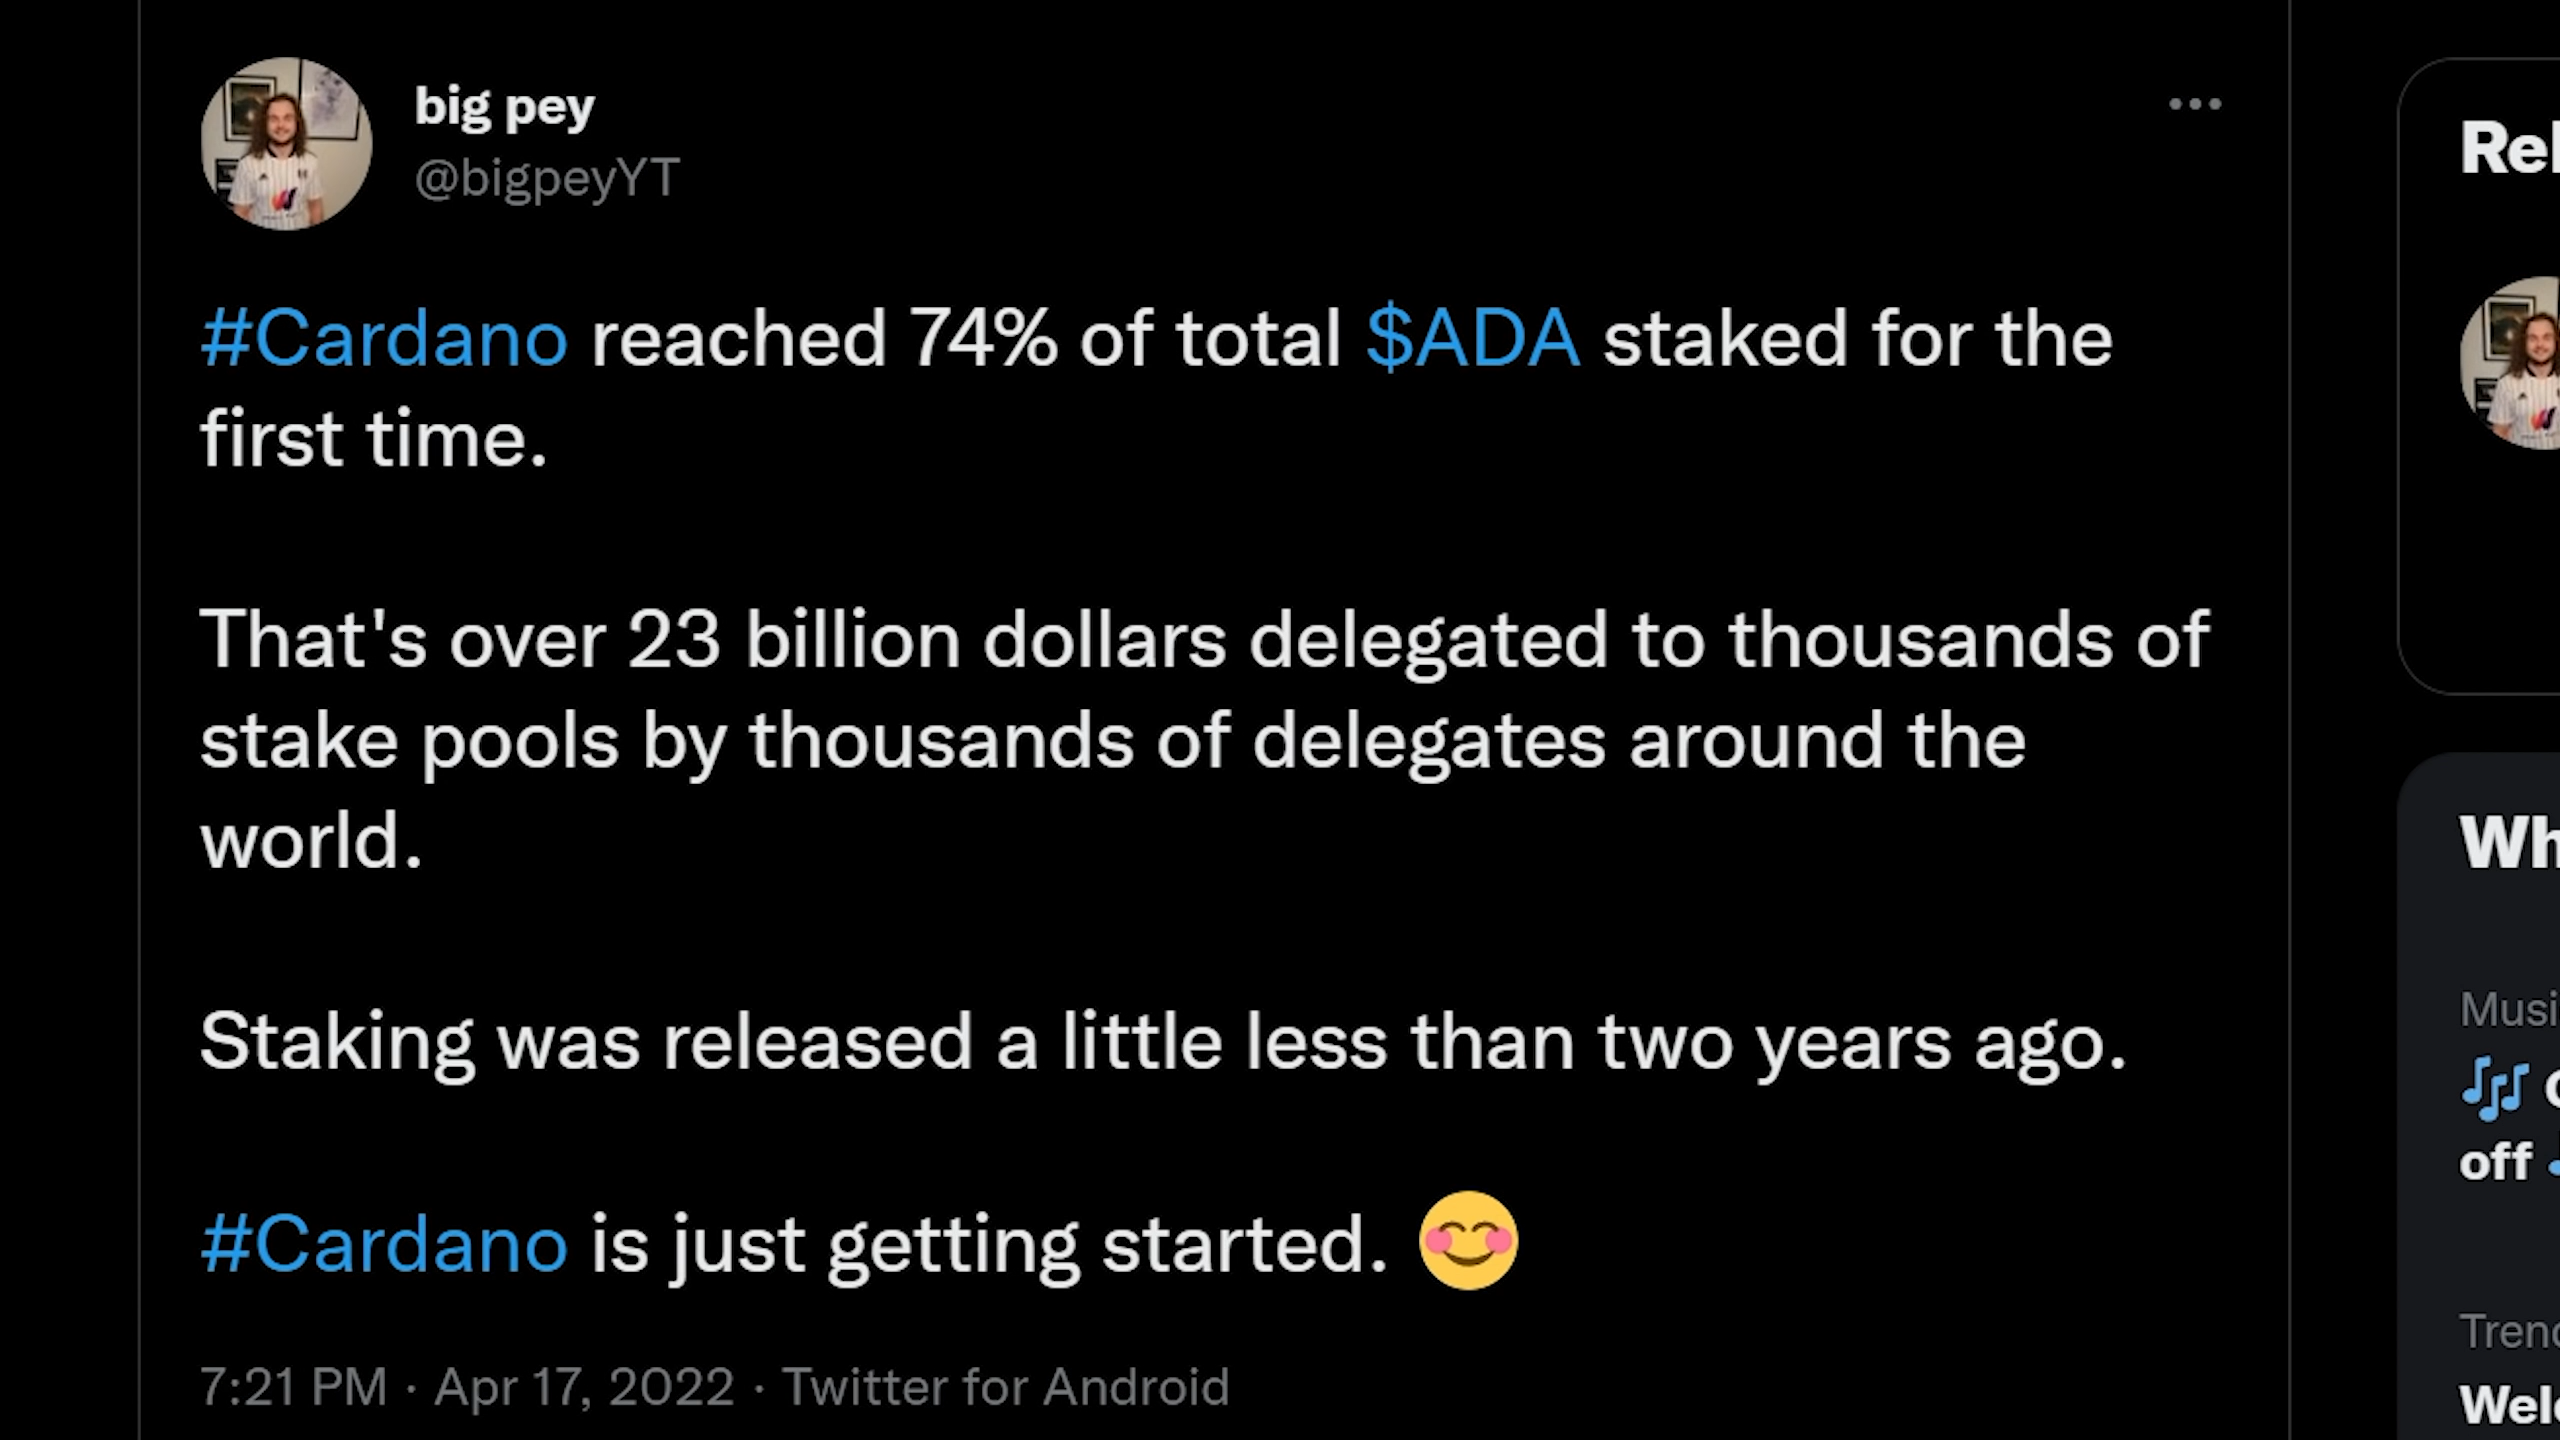 big pey
@bigpeyYT
#Cardano reached 74% of total $ADA staked for the
first time.
That's over 23 billion dollars delegated to thousands of
stake pools by thousands of delegates around the
world.
Staking was released a little less than two years ago.
#Cardano is just getting started. 😊
7:21 PM · Apr 17, 2022 · Twitter for Android
off